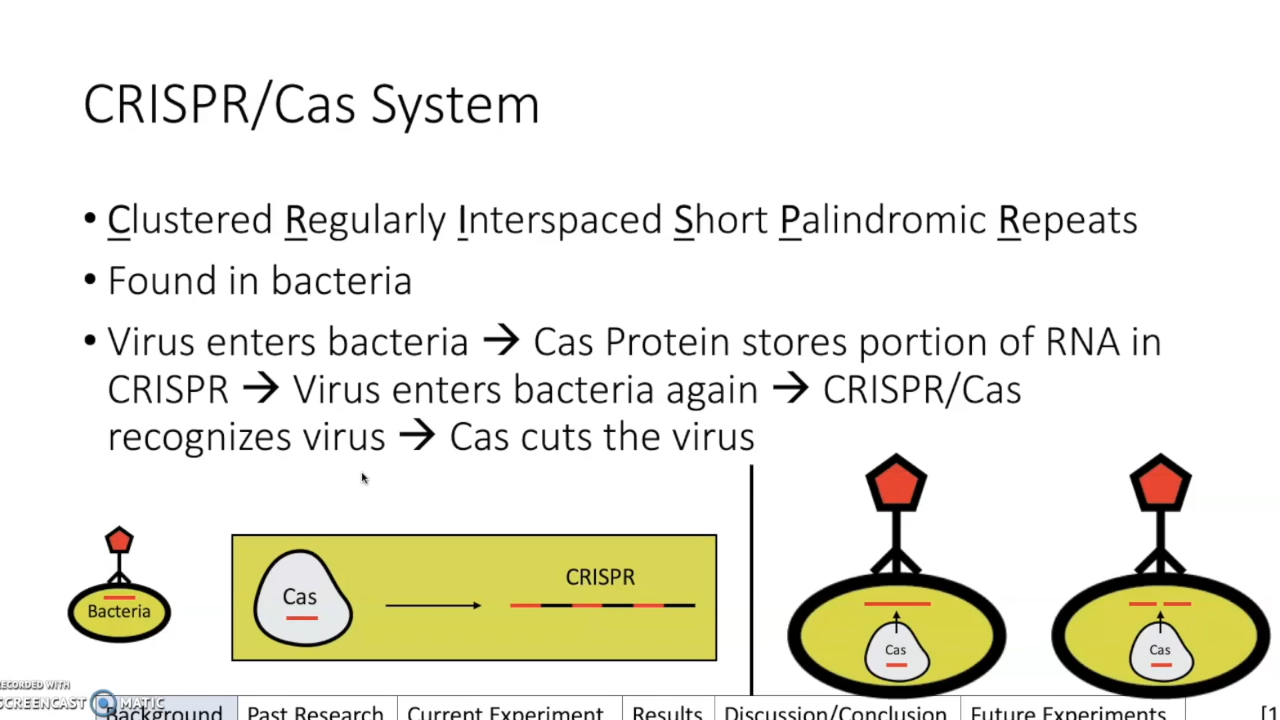 CRISPR/Cas System
• Clustered Regularly Interspaced Short Palindromic Repeats
• Found in bacteria
• Virus enters bacteria → Cas Protein stores portion of RNA in
CRISPR → Virus enters bacteria again → CRISPR/Cas
recognizes virus → Cas cuts the virus
Bacteria
Cas
CRISPR
Cas
Cas
RECORDED WITH
SCREENCAST MATIC
Background Past Research Current Experiment Results Discussion/Conclusion Future Experiments [1